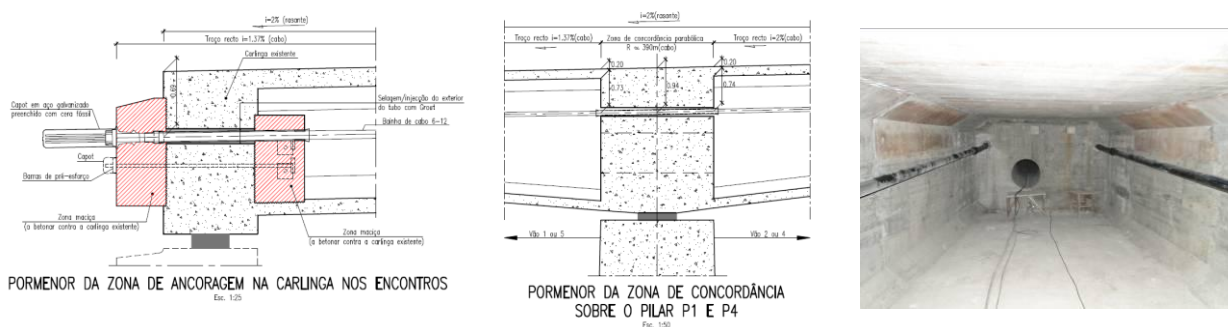 i=2% (rasante)
Troço recto i=1.37% (cabo)
Carlinga existente
0.69
Capot em aço galvanizado
preenchido com cera fóssil
Selagem/injecção do exterior
do tubo com Grout
Bainha de cabo 6-12
Capot
Barras de pré-esforço
Zona maciça
(a betonar contra a carlinga existente)
Zona maciça
(a betonar contra a carlinga existente)
PORMENOR DA ZONA DE ANCORAGEM NA CARLINGA NOS ENCONTROS
Esc. 1:25
i=2%(rasante)
Troço recto i=1.37%(cabo)
Zona de concordância parabólica
R = 390m(cabo)
Troço recto i=2%(cabo)
0.20
0.20
0.73
0.94
0.74
Vão 1 ou 5
Vão 2 ou 4
PORMENOR DA ZONA DE CONCORDÂNCIA
SOBRE O PILAR P1 E P4
Esc. 1:50